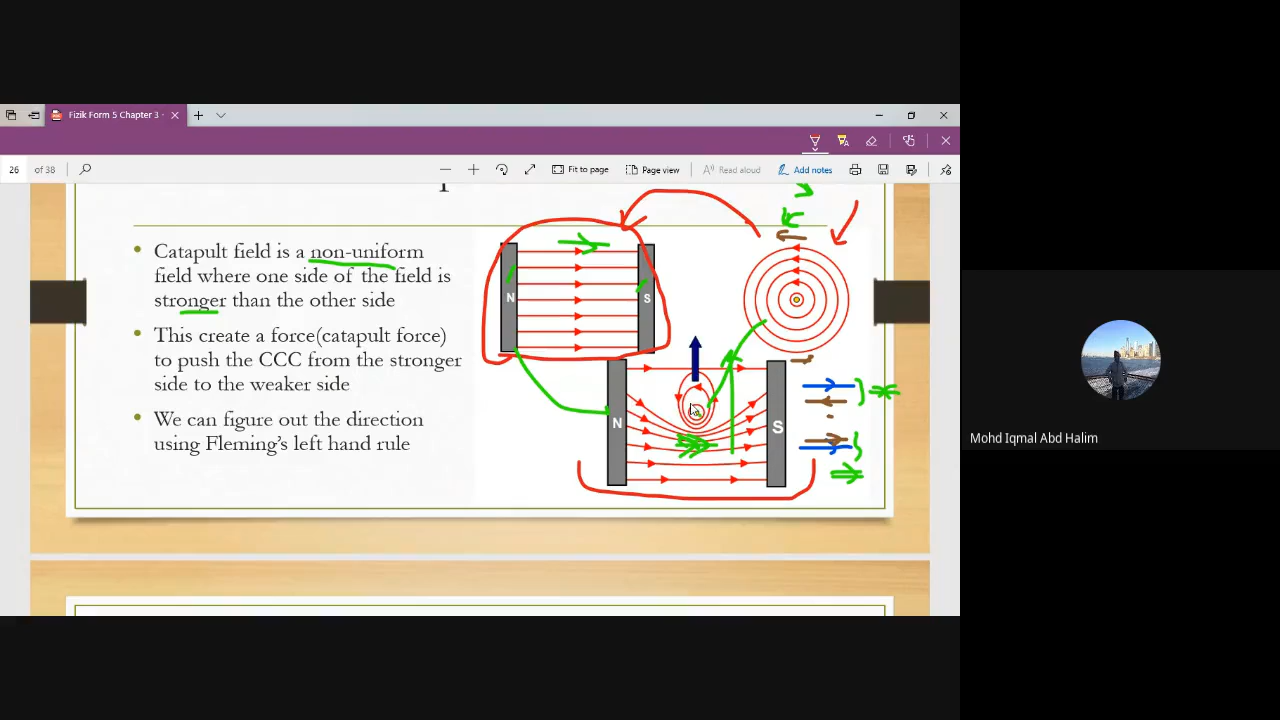 Fizik Form 5 Chapter 3 -
26 of 38
Fit to page
Page view
Read aloud
Add notes
• Catapult field is a non-uniform
field where one side of the field is
stronger than the other side
• This create a force(catapult force)
to push the CCC from the stronger
side to the weaker side
• We can figure out the direction
using Fleming's left hand rule
N
S
N
S
Mohd Iqmal Abd Halim